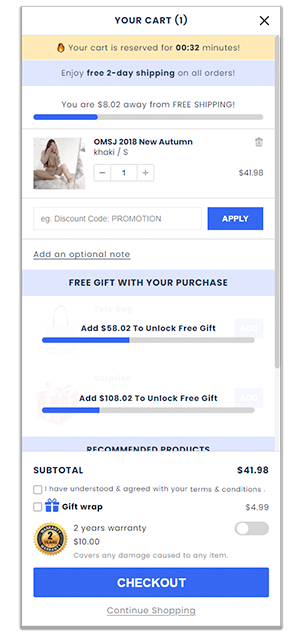 YOUR CART (1)
Your cart is reserved for 00:32 minutes!
Enjoy free 2-day shipping on all orders!
You are $8.02 away from FREE SHIPPING!
OMSJ 2018 New Autumn
khaki / S
− 1 +
$41.98
eg. Discount Code: PROMOTION
APPLY
Add an optional note
FREE GIFT WITH YOUR PURCHASE
Tote Bag
Add $58.02 To Unlock Free Gift
ADD
Surprise
Add $108.02 To Unlock Free Gift
ADD
RECOMMENDED PRODUCTS
SUBTOTAL $41.98
I have understood & agreed with your terms & conditions .
Gift wrap $4.99
2 years warranty
$10.00
Covers any damage caused to any item.
2
CHECKOUT
Continue Shopping